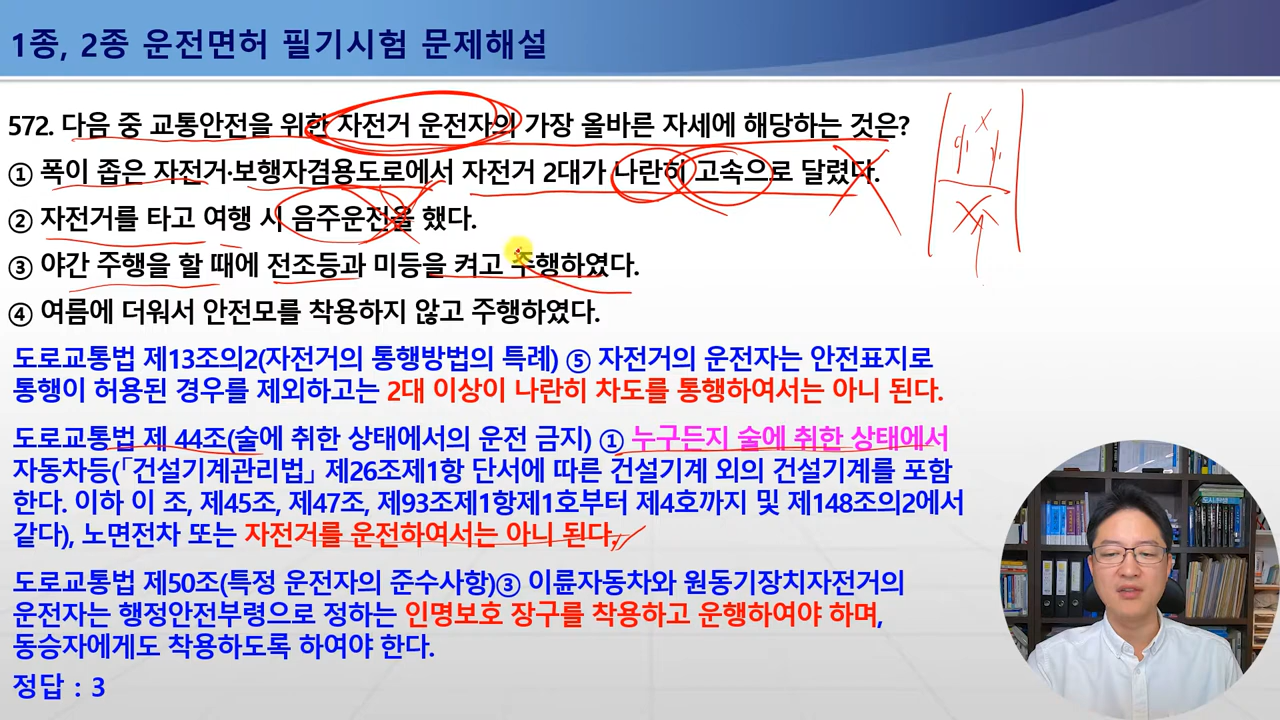 1종, 2종 운전면허 필기시험 문제해설
572. 다음 중 교통안전을 위한 자전거 운전자의 가장 올바른 자세에 해당하는 것은?
① 폭이 좁은 자전거·보행자겸용도로에서 자전거 2대가 나란히 고속으로 달렸다.
② 자전거를 타고 여행 시 음주운전을 했다.
③ 야간 주행을 할 때에 전조등과 미등을 켜고 주행하였다.
④ 여름에 더워서 안전모를 착용하지 않고 주행하였다.
도로교통법 제13조의2(자전거의 통행방법의 특례) ⑤ 자전거의 운전자는 안전표지로
통행이 허용된 경우를 제외하고는 2대 이상이 나란히 차도를 통행하여서는 아니 된다.
도로교통법 제 44조(술에 취한 상태에서의 운전 금지) ① 누구든지 술에 취한 상태에서
자동차등(「건설기계관리법」 제26조제1항 단서에 따른 건설기계 외의 건설기계를 포함
한다. 이하 이 조, 제45조, 제47조, 제93조제1항제1호부터 제4호까지 및 제148조의2에서
같다), 노면전차 또는 자전거를 운전하여서는 아니 된다.
도로교통법 제50조(특정 운전자의 준수사항)③ 이륜자동차와 원동기장치자전거의
운전자는 행정안전부령으로 정하는 인명보호 장구를 착용하고 운행하여야 하며,
동승자에게도 착용하도록 하여야 한다.
정답 : 3